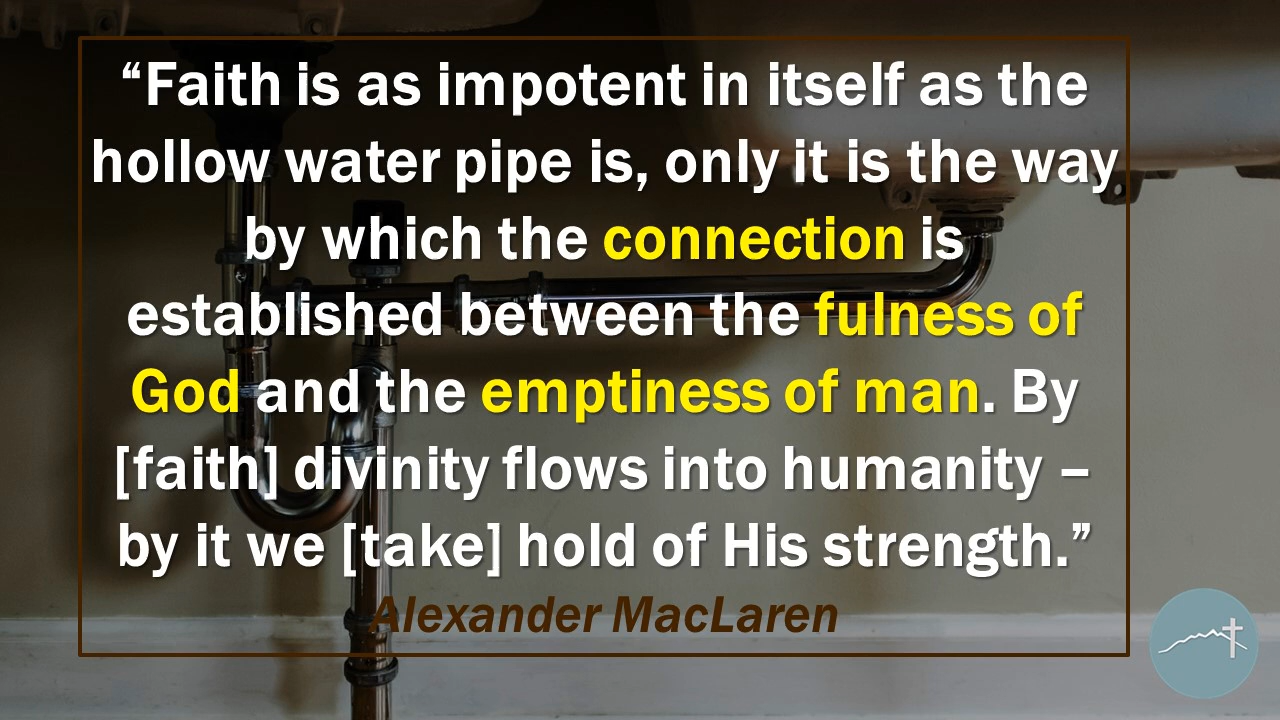 “Faith is as impotent in itself as the
hollow water pipe is, only it is the way
by which the connection is
established between the fulness of
God and the emptiness of man. By
[faith] divinity flows into humanity –
by it we [take] hold of His strength.”
Alexander MacLaren